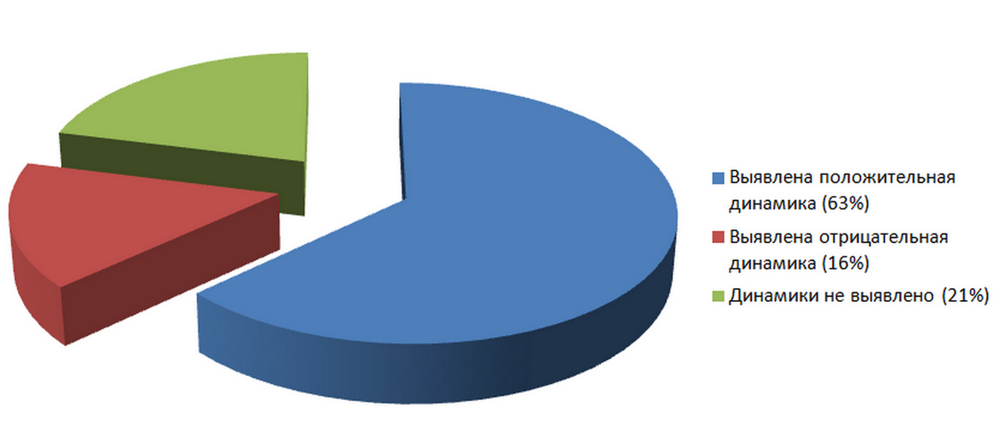 Выявлена положительная
динамика (63%)
Выявлена отрицательная
динамика (16%)
Динамики не выявлено (21%)